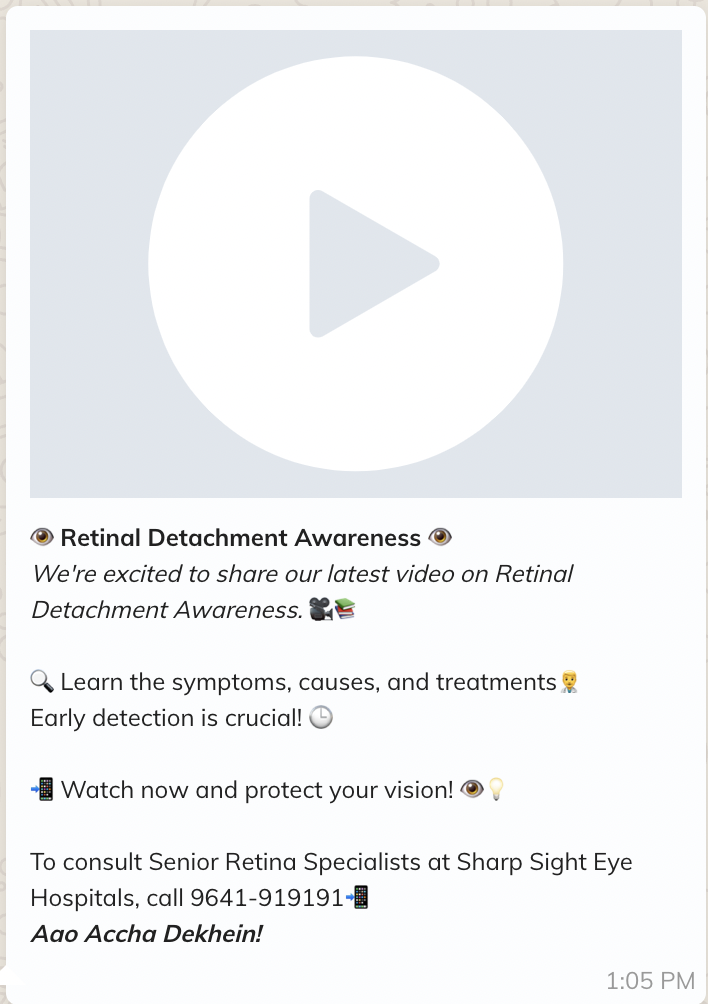 👁️ Retinal Detachment Awareness 👁️
We're excited to share our latest video on Retinal
Detachment Awareness. 🎥📚
🔍 Learn the symptoms, causes, and treatments👨‍⚕️
Early detection is crucial! 🕒
📲 Watch now and protect your vision! 👁️💡
To consult Senior Retina Specialists at Sharp Sight Eye
Hospitals, call 9641-919191📲
Aao Accha Dekhein!
1:05 PM